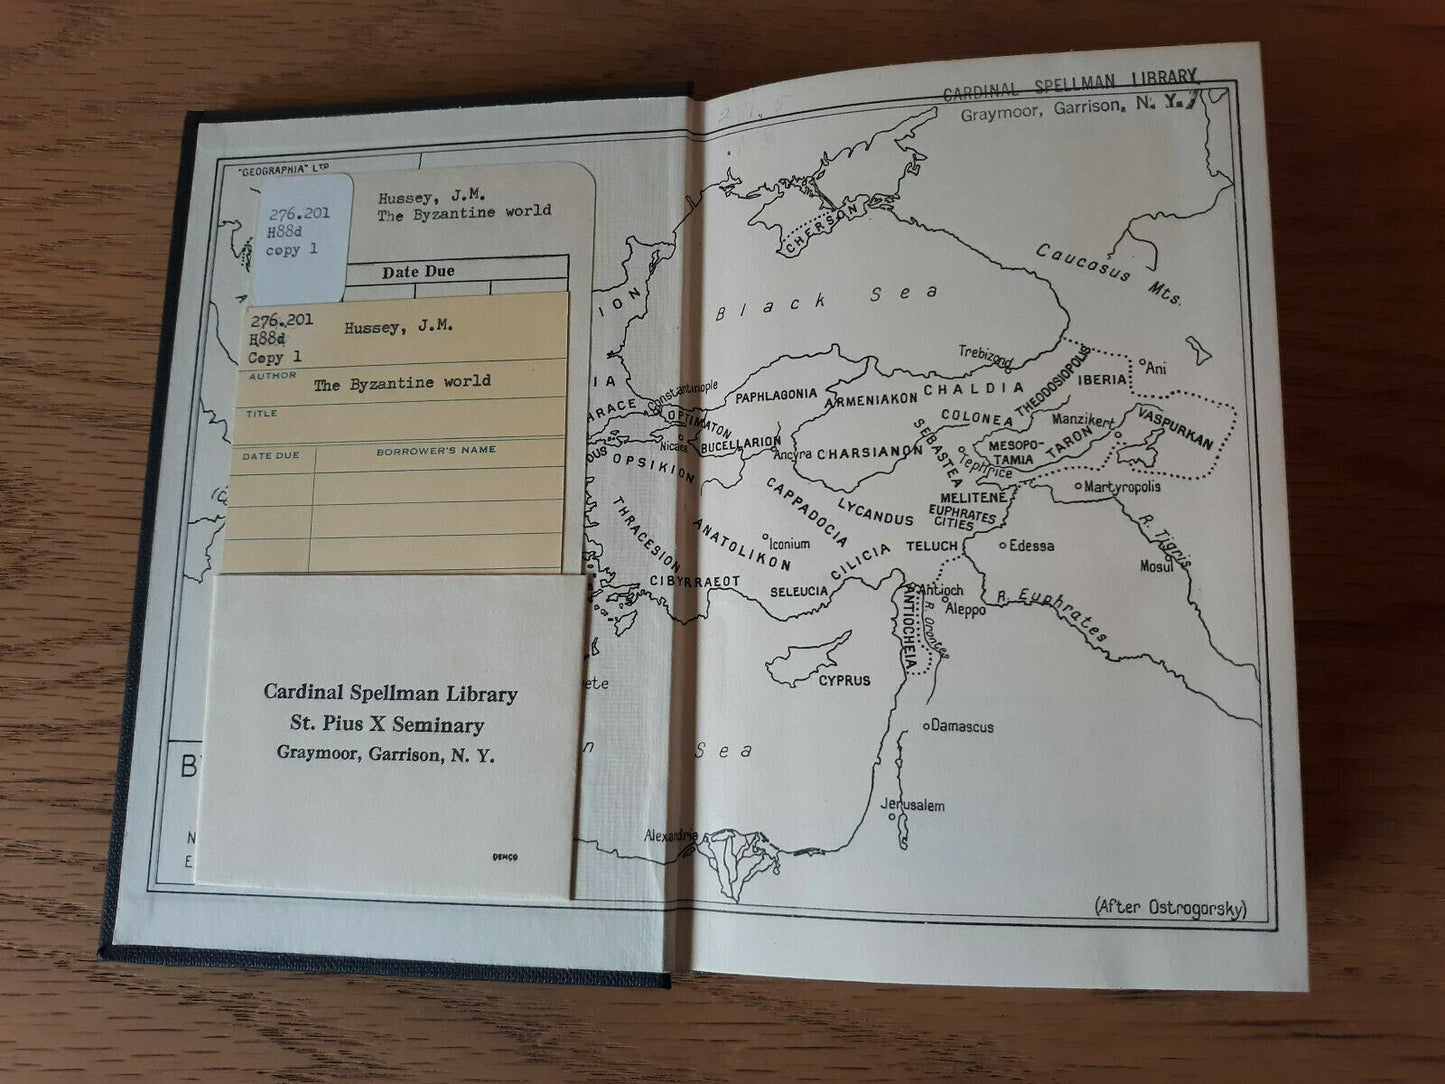 "GEOGRAPHIA" LTD
276.201
H88d
copy 1
Hussey, J.M.
The Byzantine world
Date Due
276.201
H88d
Copy 1
Hussey, J.M.
AUTHOR
The Byzantine world
TITLE
DATE DUE
BORROWER'S NAME
Cardinal Spellman Library
St. Pius X Seminary
Graymoor, Garrison, N. Y.
DEMCO
CARDINAL SPELLMAN LIBRARY
Graymoor, Garrison, N. Y.
CHERSON
Caucasus Mts.
Black Sea
Trebizond
Ani
IBERIA
THEODOSIOPOLIS
CHALDIA
Constantinople
PAPHLAGONIA
ARMENIAKON
COLONEA
Manzikert
VASPURKAN
OPTIMATON
Nicaea
BUCELLARION
Ancyra
CHARSIANON
SEBASTEA
MESOPO-
TAMIA
TARON
Tephrice
OPSIKION
MELITENE
Martyropolis
EUPHRATES
CITIES
CAPPADOCIA
LYCANDUS
THRACESION
ANATOLIKON
Iconium
CILICIA
TELUCH
Edessa
R. Tigris
Mosul
CIBYRRAEOT
SELEUCIA
Antioch
Aleppo
R. Euphrates
ANTIOCHEIA
R. Orontes
CYPRUS
Damascus
Sea
Jerusalem
Alexandria
(After Ostrogorsky)